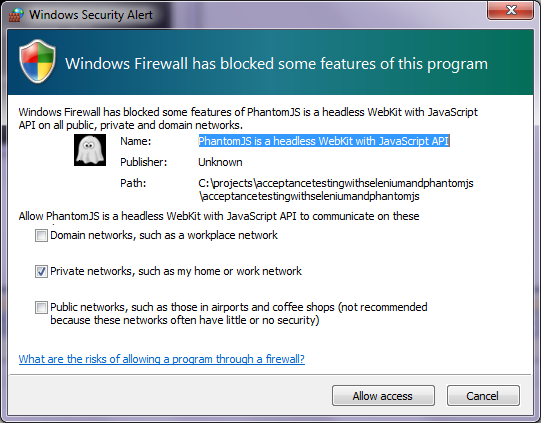 Windows Security Alert
Windows Firewall has blocked some features of this program
Windows Firewall has blocked some features of PhantomJS is a headless WebKit with JavaScript
API on all public, private and domain networks.
Name: PhantomJS is a headless WebKit with JavaScript API
Publisher: Unknown
Path: C:\projects\acceptancetestingwithseleniumandphantomjs
\acceptancetestingwithseleniumandphantomjs
Allow PhantomJS is a headless WebKit with JavaScript API to communicate on these
Domain networks, such as a workplace network
Private networks, such as my home or work network
Public networks, such as those in airports and coffee shops (not recommended
because these networks often have little or no security)
What are the risks of allowing a program through a firewall?
Allow access Cancel